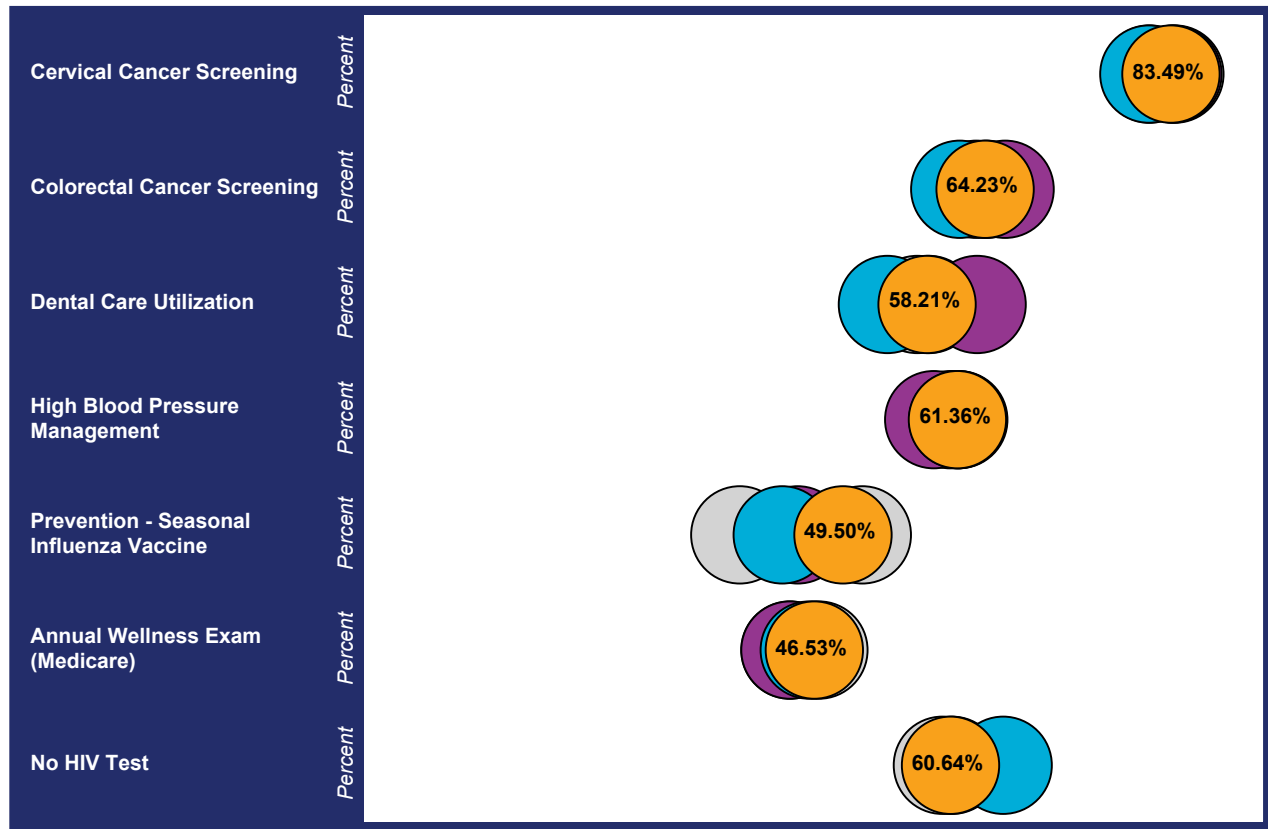 Cervical Cancer Screening
Percent
83.49%
Colorectal Cancer Screening
Percent
64.23%
Dental Care Utilization
Percent
58.21%
High Blood Pressure
Management
Percent
61.36%
Prevention - Seasonal
Influenza Vaccine
Percent
49.50%
Annual Wellness Exam
(Medicare)
Percent
46.53%
No HIV Test
Percent
60.64%